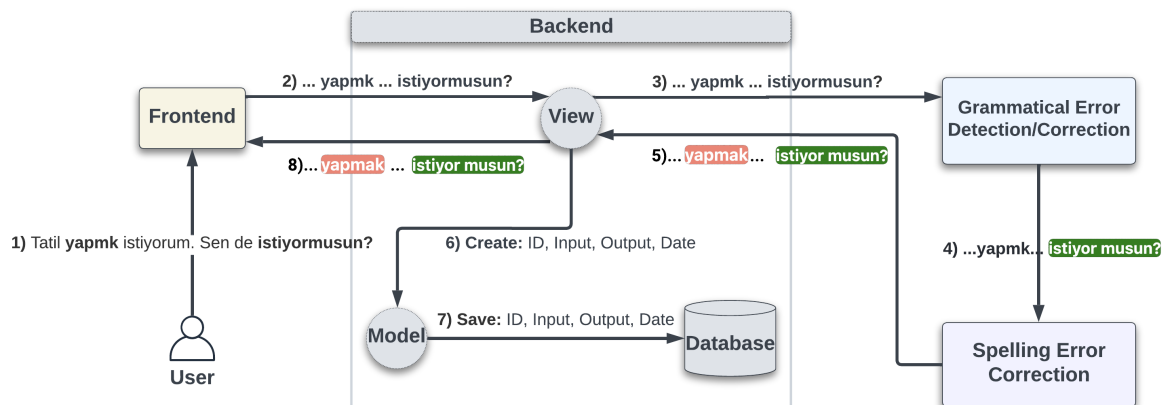 Backend
2) ... yapmk ... istiyormusun?
3) ... yapmk ... istiyormusun?
Frontend
View
Grammatical Error
Detection/Correction
8)... yapmak ... istiyor musun?
5)... yapmak ... istiyor musun?
1) Tatil yapmk istiyorum. Sen de istiyormusun?
6) Create: ID, Input, Output, Date
4) ...yapmk... istiyor musun?
7) Save: ID, Input, Output, Date
Model
Database
Spelling Error
Correction
User